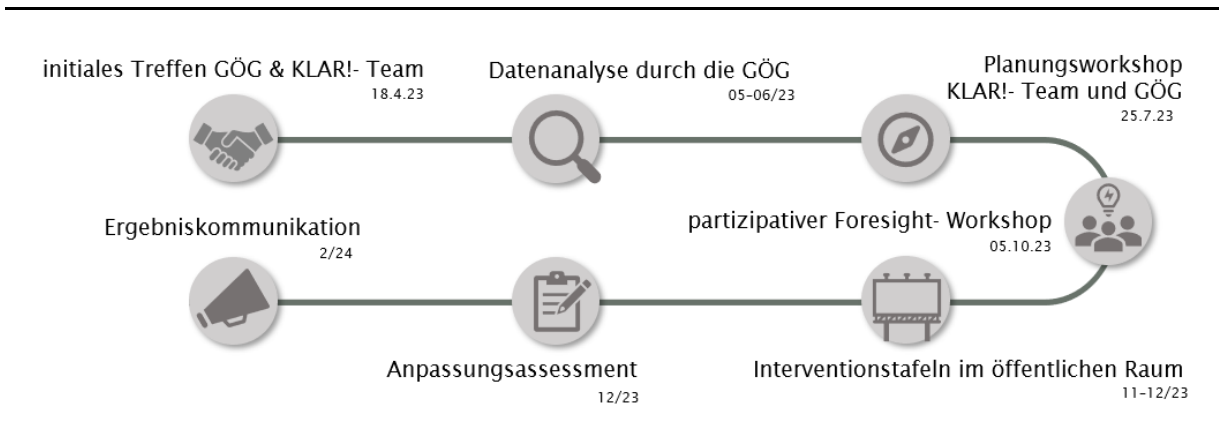 initiales Treffen GÖG & KLAR!- Team
18.4.23
Datenanalyse durch die GÖG
05-06/23
Planungsworkshop
KLAR!- Team und GÖG
25.7.23
partizipativer Foresight- Workshop
05.10.23
Interventionstafeln im öffentlichen Raum
11-12/23
Anpassungsassessment
12/23
Ergebniskommunikation
2/24